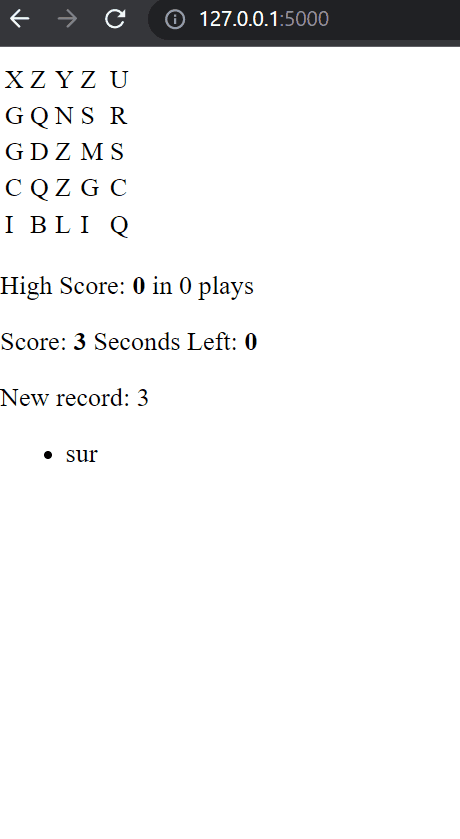 127.0.0.1:5000
X Z Y Z U
G Q N S R
G D Z M S
C Q Z G C
I B L I Q
High Score: 0 in 0 plays
Score: 3 Seconds Left: 0
New record: 3
• sur